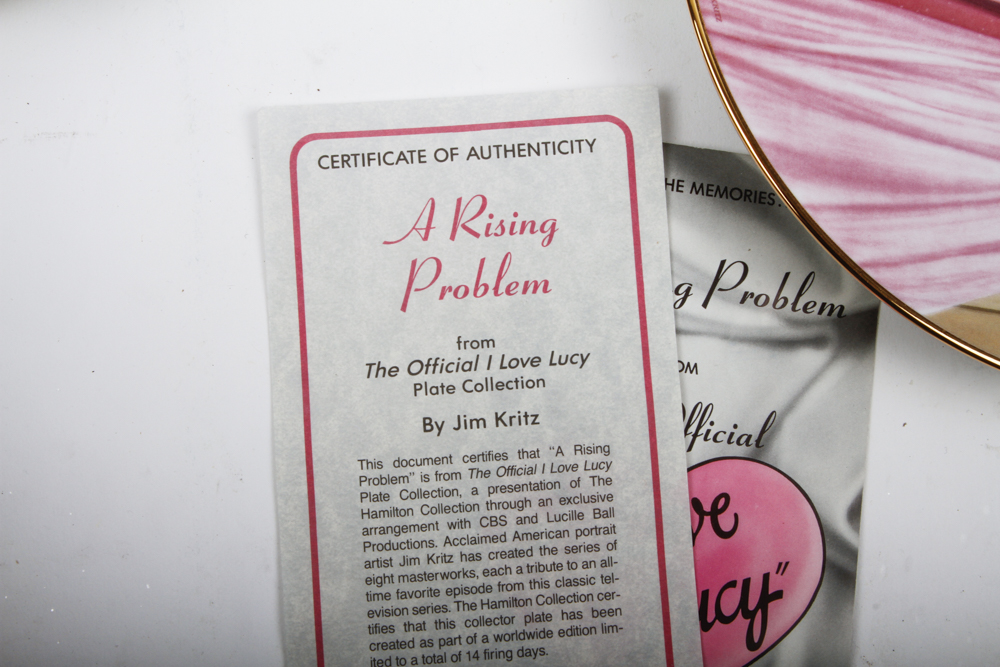 CERTIFICATE OF AUTHENTICITY
A Rising
Problem
from
The Official I Love Lucy
Plate Collection
By Jim Kritz
This document certifies that "A Rising
Problem" is from The Official I Love Lucy
Plate Collection, a presentation of The
Hamilton Collection through an exclusive
arrangement with CBS and Lucille Ball
Productions. Acclaimed American portrait
artist Jim Kritz has created the series of
eight masterworks, each a tribute to an all-
time favorite episode from this classic tel-
evision series. The Hamilton Collection cer-
tifies that this collector plate has been
created as part of a worldwide edition lim-
ited to a total of 14 firing days.
HE MEMORIES.
g Problem
OM
fficial
ve
ucy"